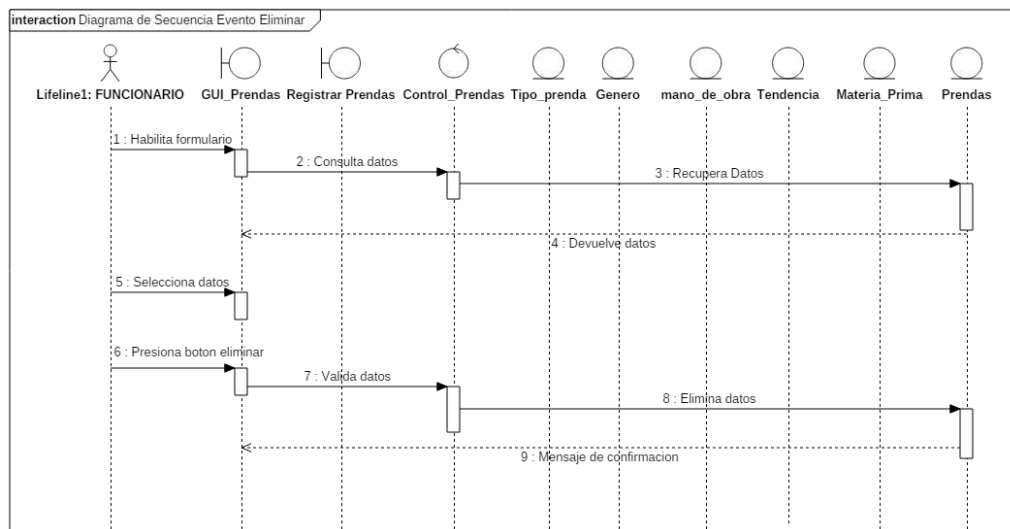 interaction Diagrama de Secuencia Evento Eliminar
Lifeline1: FUNCIONARIO
GUI_Prendas
Registrar Prendas
Control_Prendas
Tipo_prenda
Genero
mano_de_obra
Tendencia
Materia_Prima
Prendas
1 : Habilita formulario
2 : Consulta datos
3 : Recupera Datos
4 : Devuelve datos
5 : Selecciona datos
6 : Presiona boton eliminar
7 : Valida datos
8 : Elimina datos
9 : Mensaje de confirmacion